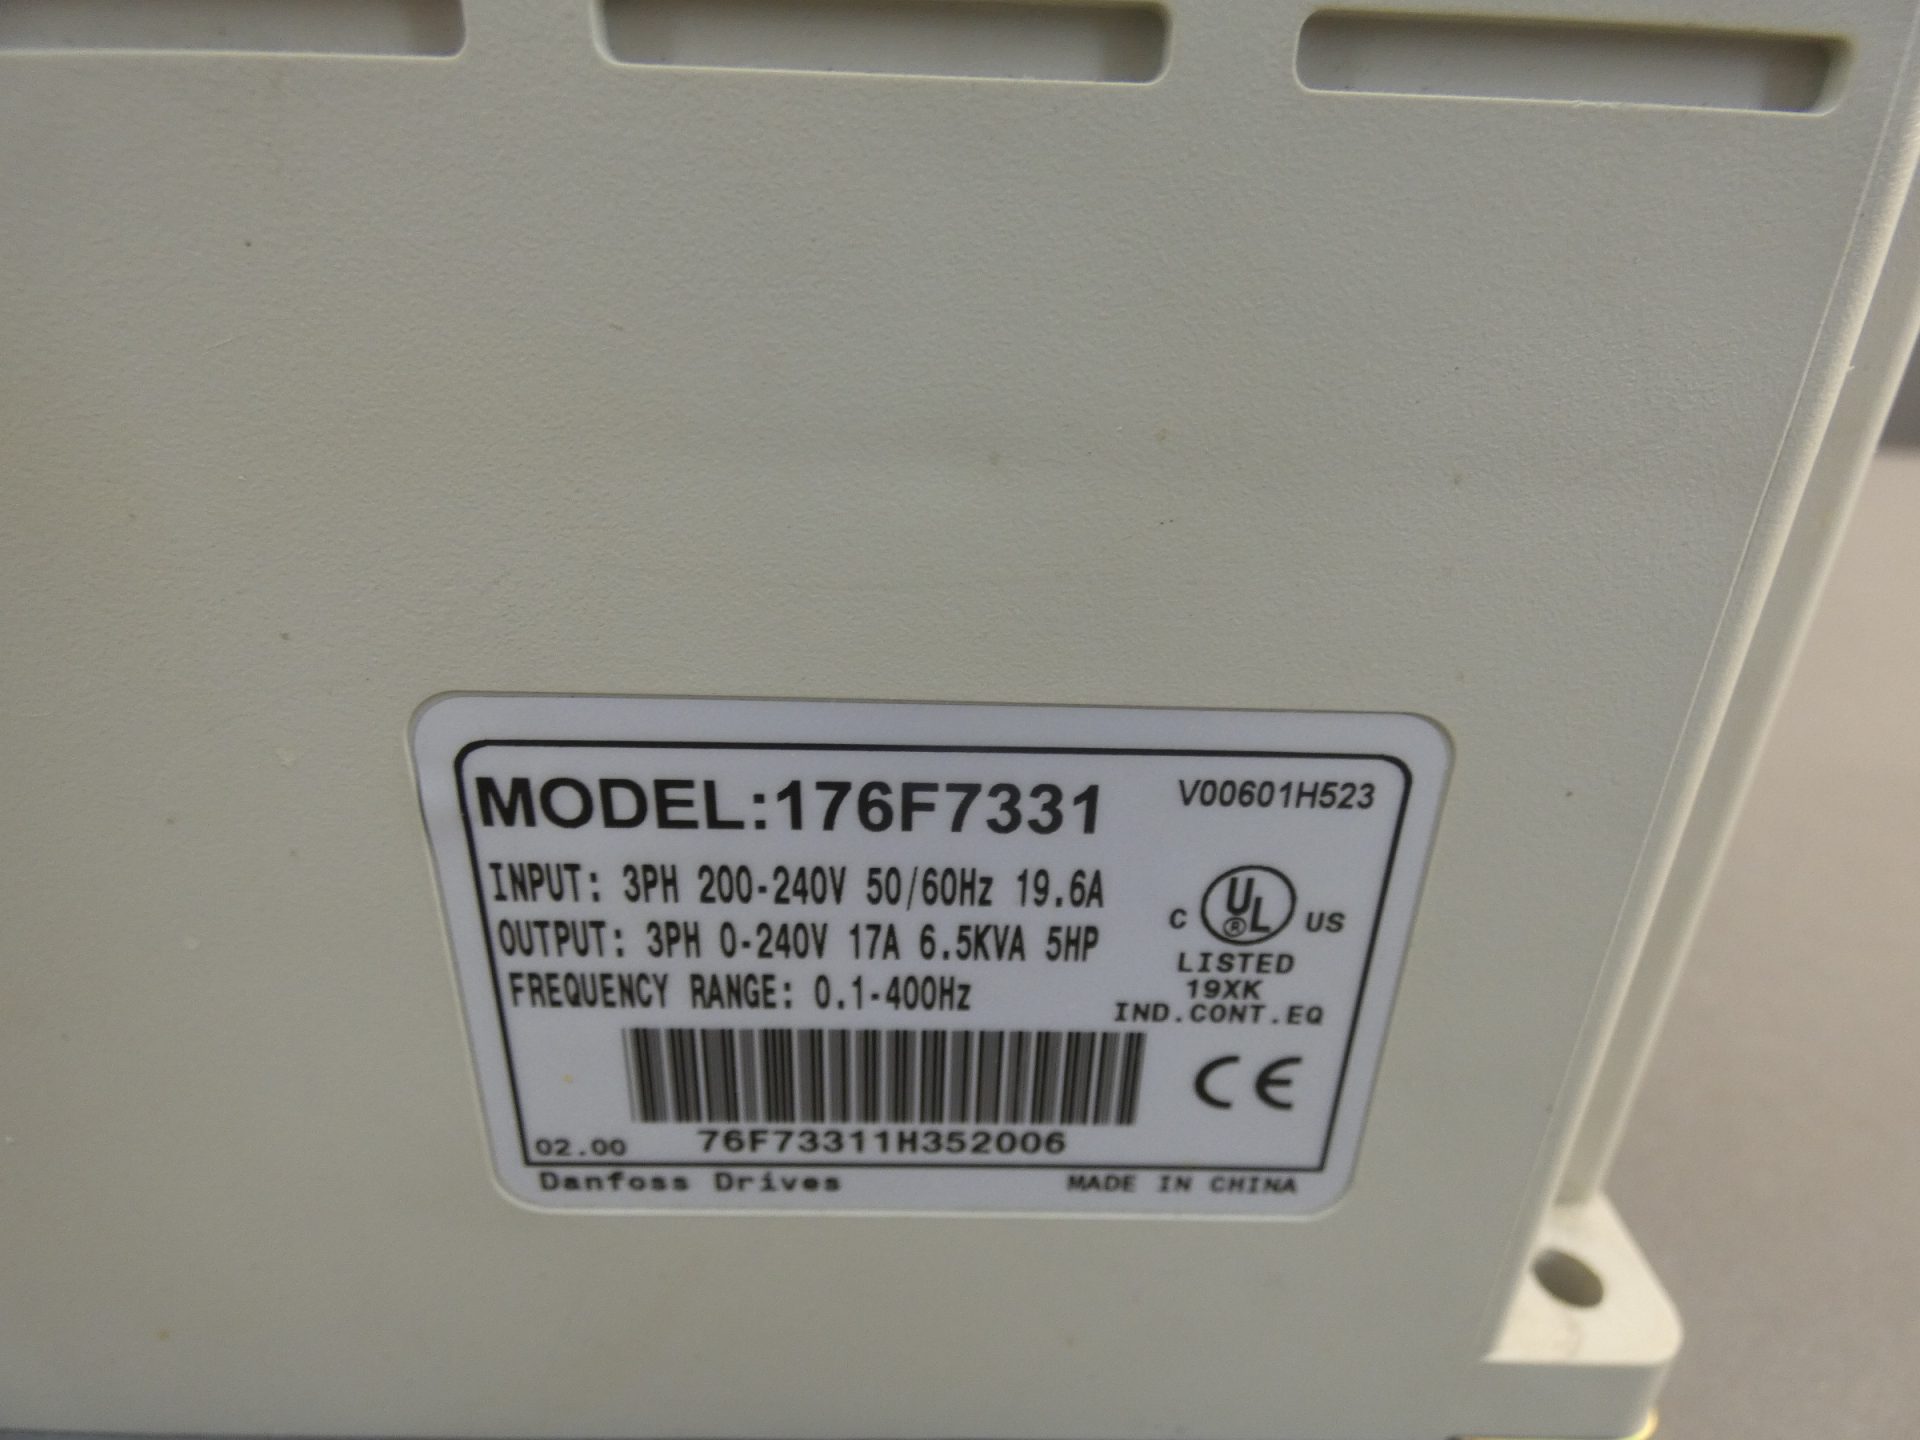 MODEL:176F7331 V00601H523
INPUT: 3PH 200-240V 50/60Hz 19.6A
OUTPUT: 3PH 0-240V 17A 6.5KVA 5HP
FREQUENCY RANGE: 0.1-400Hz
C UL ® US
LISTED
19XK
IND.CONT.EQ
CE
02.00 76F73311H352006
Danfoss Drives MADE IN CHINA